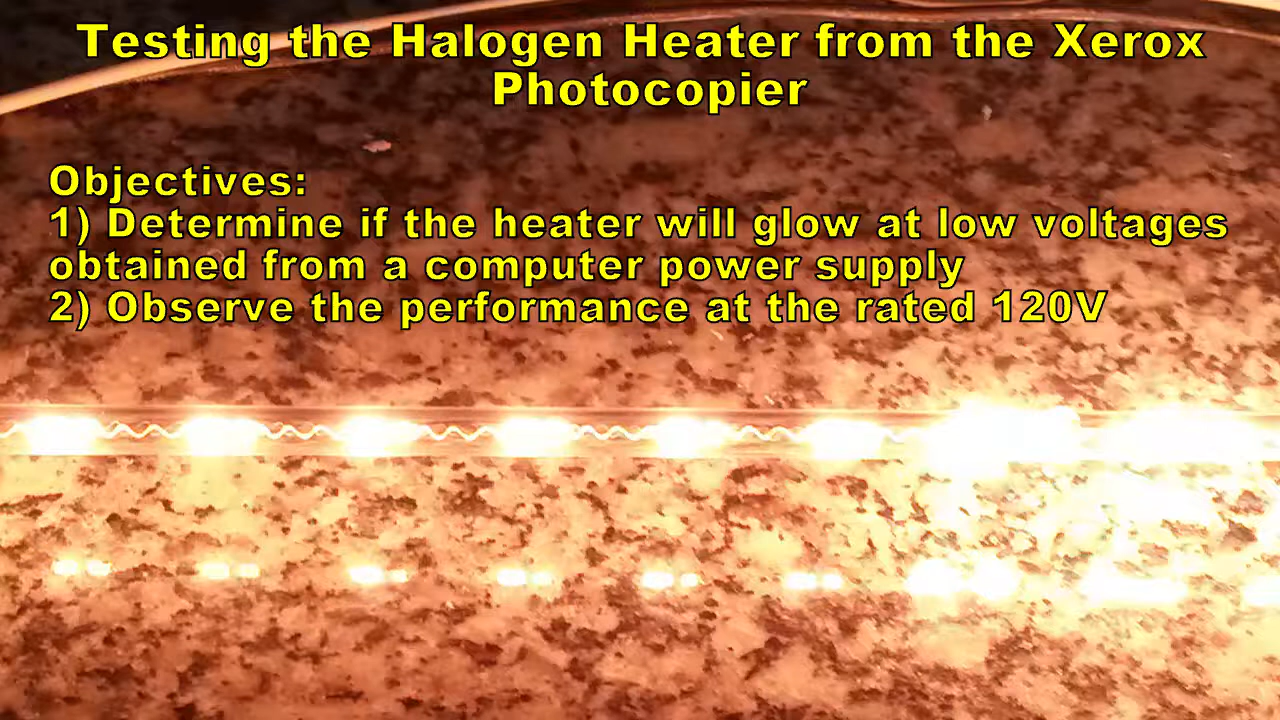 Testing the Halogen Heater from the Xerox
Photocopier
Objectives:
1) Determine if the heater will glow at low voltages
obtained from a computer power supply
2) Observe the performance at the rated 120V